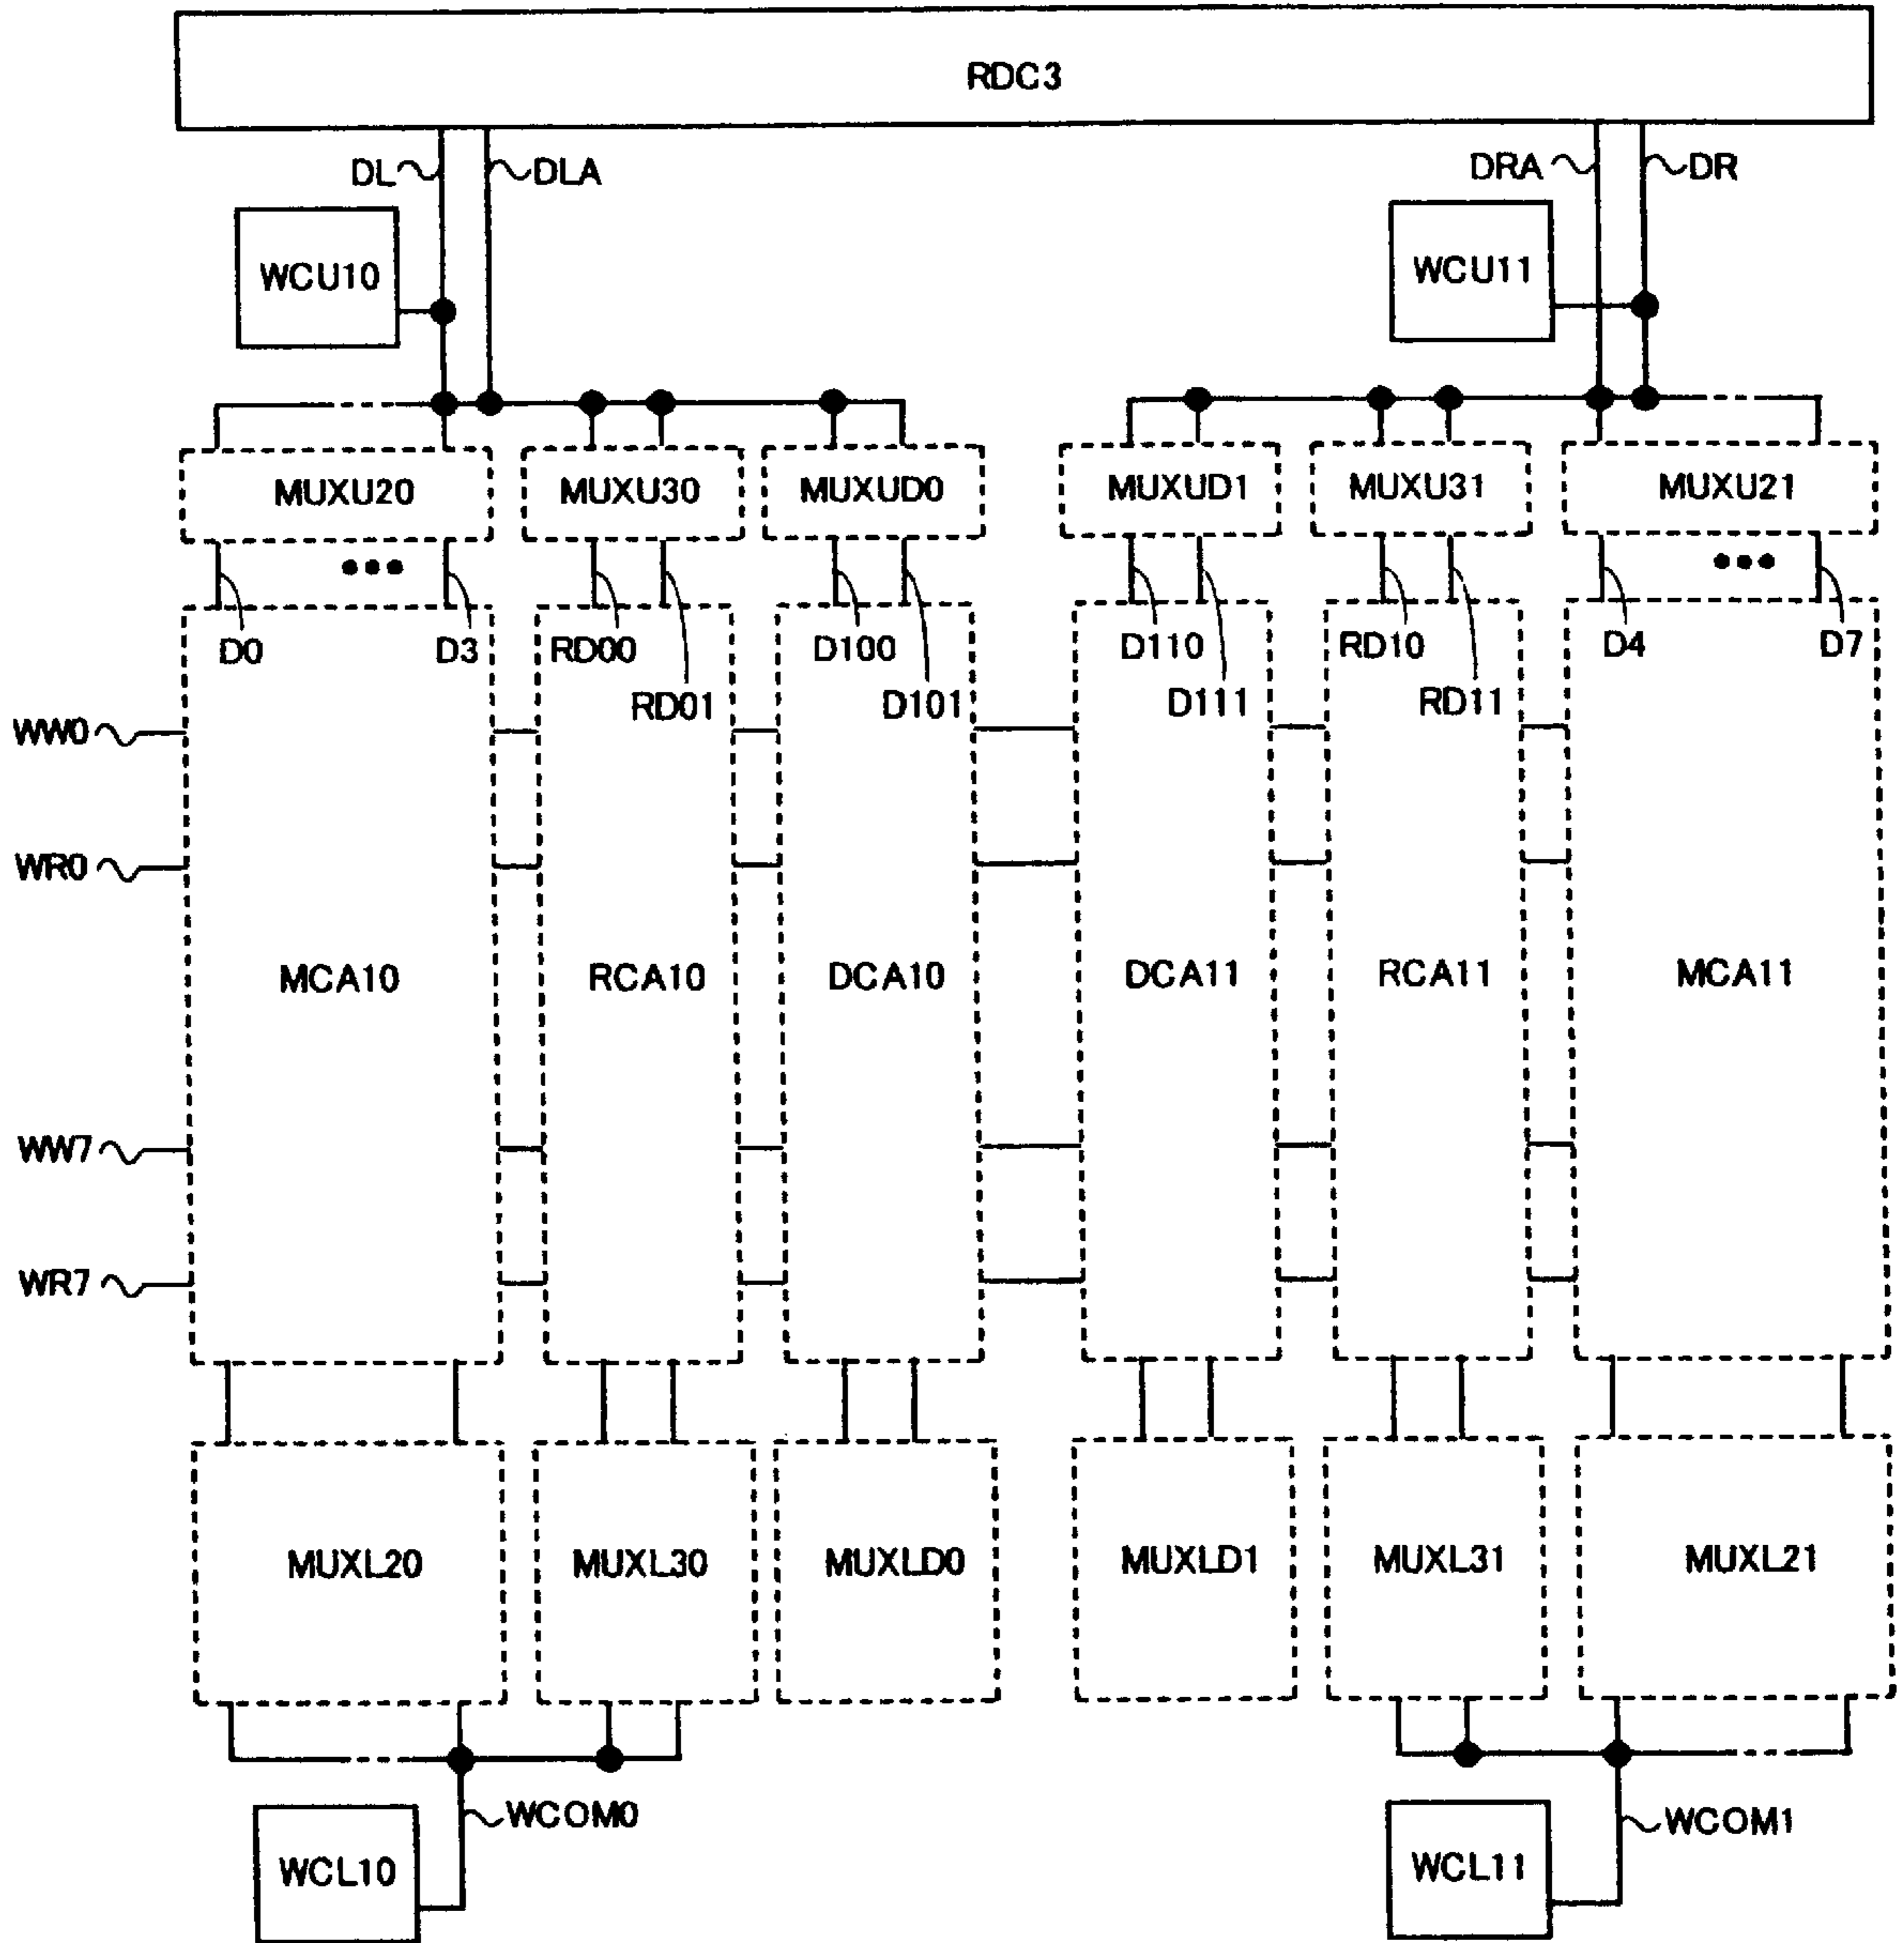 RDC3
DL DLA DRA DR
WCU10 WCU11
MUXU20 MUXU30 MUXUD0 MUXUD1 MUXU31 MUXU21
D0 D3 RD00 D100 D110 RD10 D4 D7
RD01 D101 D111 RD11
WW0
WR0
MCA10 RCA10 DCA10 DCA11 RCA11 MCA11
WW7
WR7
MUXL20 MUXL30 MUXLD0 MUXLD1 MUXL31 MUXL21
WCOM0 WCOM1
WCL10 WCL11